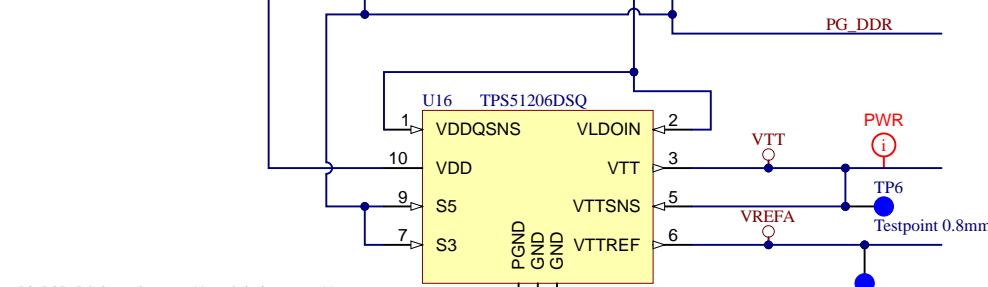 PG_DDR
U16 TPS51206DSQ
PWR
i
1 VDDQSNS VLDOIN 2
VTT
10 VDD VTT 3
TP6
9 S5 VTTSNS 5
Testpoint 0.8mm
VREFA
7 S3 VTTREF 6
PGND
GND
GND